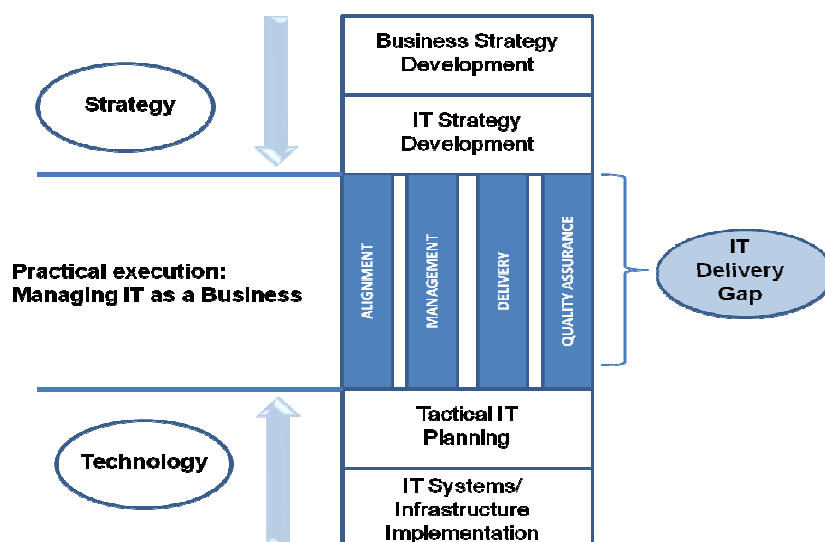 Business Strategy
Development
Strategy
IT Strategy
Development
Practical execution:
Managing IT as a Business
ALIGNMENT
MANAGEMENT
DELIVERY
QUALITY ASSURANCE
IT
Delivery
Gap
Tactical IT
Planning
Technology
IT Systems/
Infrastructure
Implementation